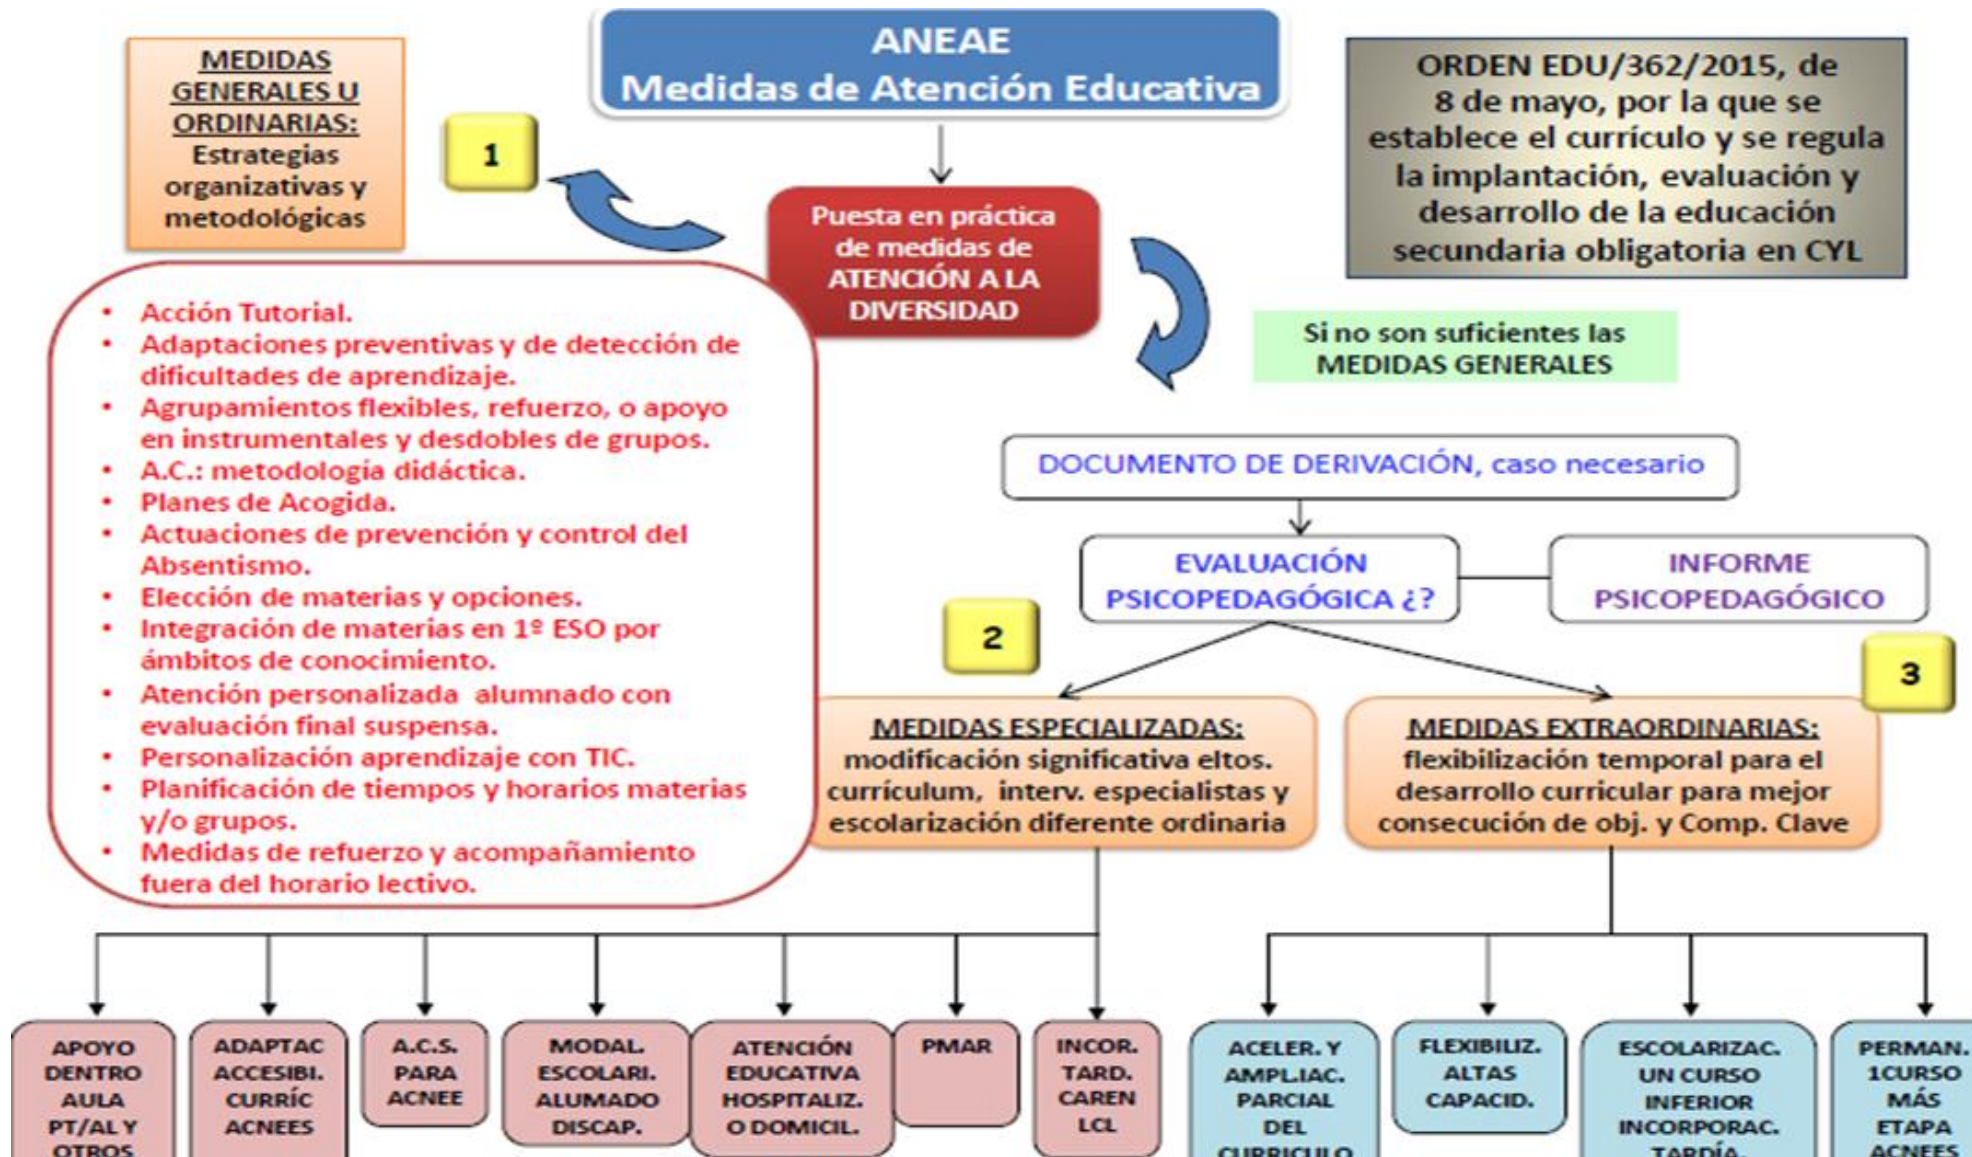 ANEAE
Medidas de Atención Educativa
MEDIDAS
GENERALES U
ORDINARIAS:
Estrategias
organizativas y
metodológicas
1
ORDEN EDU/362/2015, de
8 de mayo, por la que se
establece el currículo y se regula
la implantación, evaluación y
desarrollo de la educación
secundaria obligatoria en CYL
Puesta en práctica
de medidas de
ATENCIÓN A LA
DIVERSIDAD
• Acción Tutorial.
• Adaptaciones preventivas y de detección de
dificultades de aprendizaje.
• Agrupamientos flexibles, refuerzo, o apoyo
en instrumentales y desdobles de grupos.
• A.C.: metodología didáctica.
• Planes de Acogida.
• Actuaciones de prevención y control del
Absentismo.
• Elección de materias y opciones.
• Integración de materias en 1º ESO por
ámbitos de conocimiento.
• Atención personalizada alumnado con
evaluación final suspensa.
• Personalización aprendizaje con TIC.
• Planificación de tiempos y horarios materias
y/o grupos.
• Medidas de refuerzo y acompañamiento
fuera del horario lectivo.
Si no son suficientes las
MEDIDAS GENERALES
DOCUMENTO DE DERIVACIÓN, caso necesario
EVALUACIÓN
PSICOPEDAGÓGICA ¿?
INFORME
PSICOPEDAGÓGICO
2
3
MEDIDAS ESPECIALIZADAS:
modificación significativa eltos.
currículum, interv. especialistas y
escolarización diferente ordinaria
MEDIDAS EXTRAORDINARIAS:
flexibilización temporal para el
desarrollo curricular para mejor
consecución de obj. y Comp. Clave
APOYO
DENTRO
AULA
PT/AL Y
OTROS
ADAPTAC
ACCESIBI.
CURRÍC
ACNEES
A.C.S.
PARA
ACNEE
MODAL.
ESCOLARI.
ALUMADO
DISCAP.
ATENCIÓN
EDUCATIVA
HOSPITALIZ.
O DOMICIL.
PMAR
INCOR.
TARD.
CAREN
LCL
ACELER. Y
AMPL.IAC.
PARCIAL
DEL
CURRICULO
FLEXIBILIZ.
ALTAS
CAPACID.
ESCOLARIZAC.
UN CURSO
INFERIOR
INCORPORAC.
TARDÍA.
PERMAN.
1CURSO
MÁS
ETAPA
ACNEES